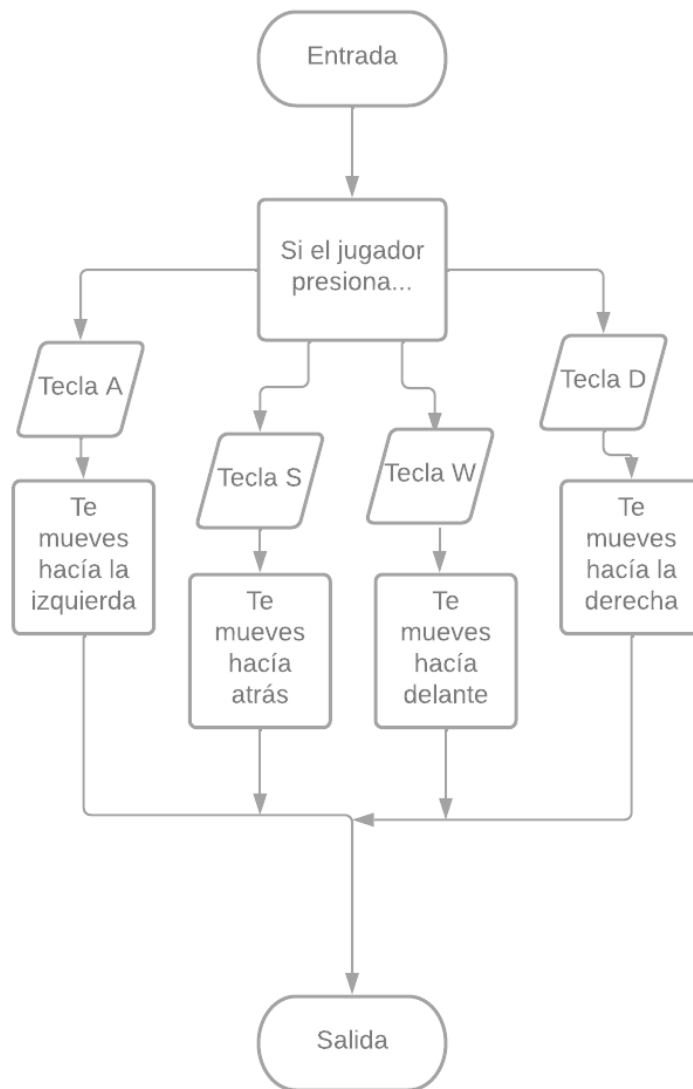 Entrada
Si el jugador
presiona...
Tecla A
Tecla S
Tecla W
Tecla D
Te
mueves
hacía la
izquierda
Te
mueves
hacía
atrás
Te
mueves
hacía
delante
Te
mueves
hacía la
derecha
Salida